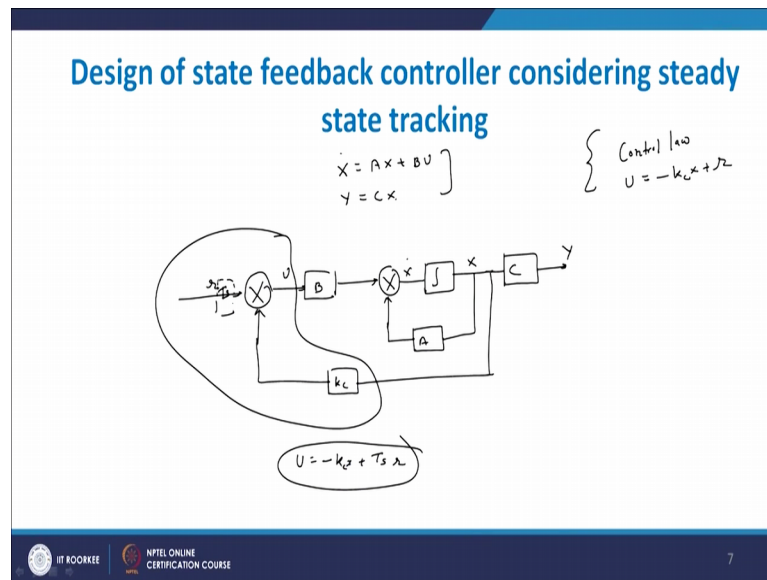 Design of state feedback controller considering steady
state tracking
Ẋ = AX + BU
Y = CX.
Control law
U = -kcx + r
r
Ts
U
B
Ẋ
∫
X
C
Y
A
kc
U = -kcx + Ts r
IIT ROORKEE
NPTEL ONLINE
CERTIFICATION COURSE
7